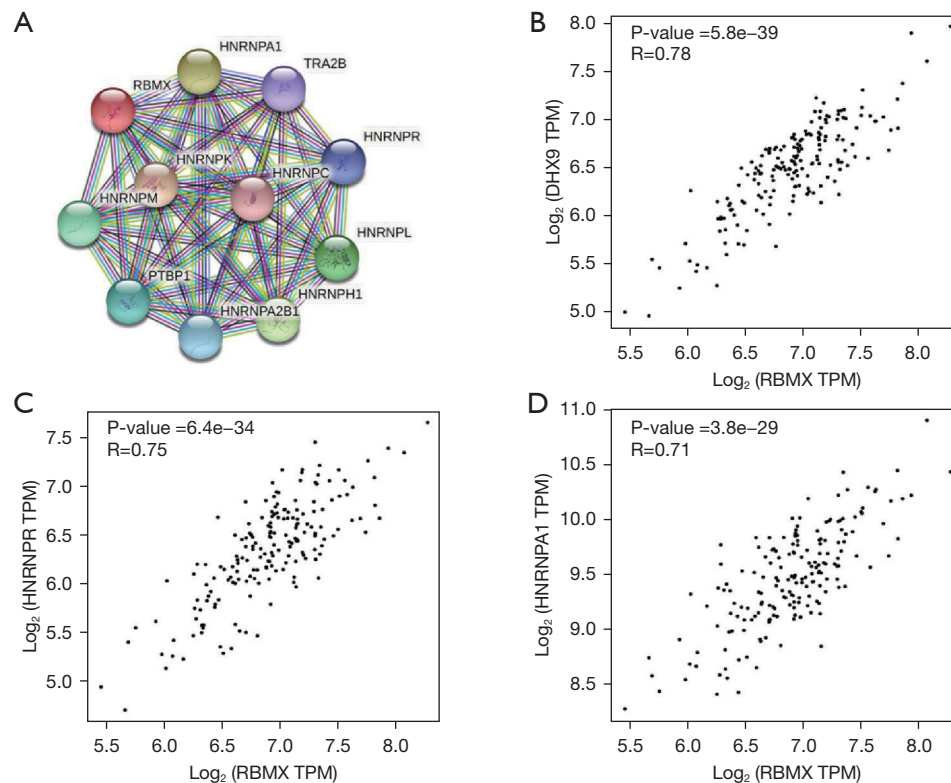 A
HNRNPA1
TRA2B
RBMX
HNRNPR
HNRNPK
HNRNPC
HNRNPM
HNRNPL
PTBP1
HNRNPH1
HNRNPA2B1
B
P-value =5.8e−39
R=0.78
Log2 (DHX9 TPM)
8.0
7.5
7.0
6.5
6.0
5.5
5.0
5.5 6.0 6.5 7.0 7.5 8.0
Log2 (RBMX TPM)
C
P-value =6.4e−34
R=0.75
Log2 (HNRNPR TPM)
7.5
7.0
6.5
6.0
5.5
5.0
5.5 6.0 6.5 7.0 7.5 8.0
Log2 (RBMX TPM)
D
P-value =3.8e−29
R=0.71
Log2 (HNRNPA1 TPM)
11.0
10.5
10.0
9.5
9.0
8.5
5.5 6.0 6.5 7.0 7.5 8.0
Log2 (RBMX TPM)